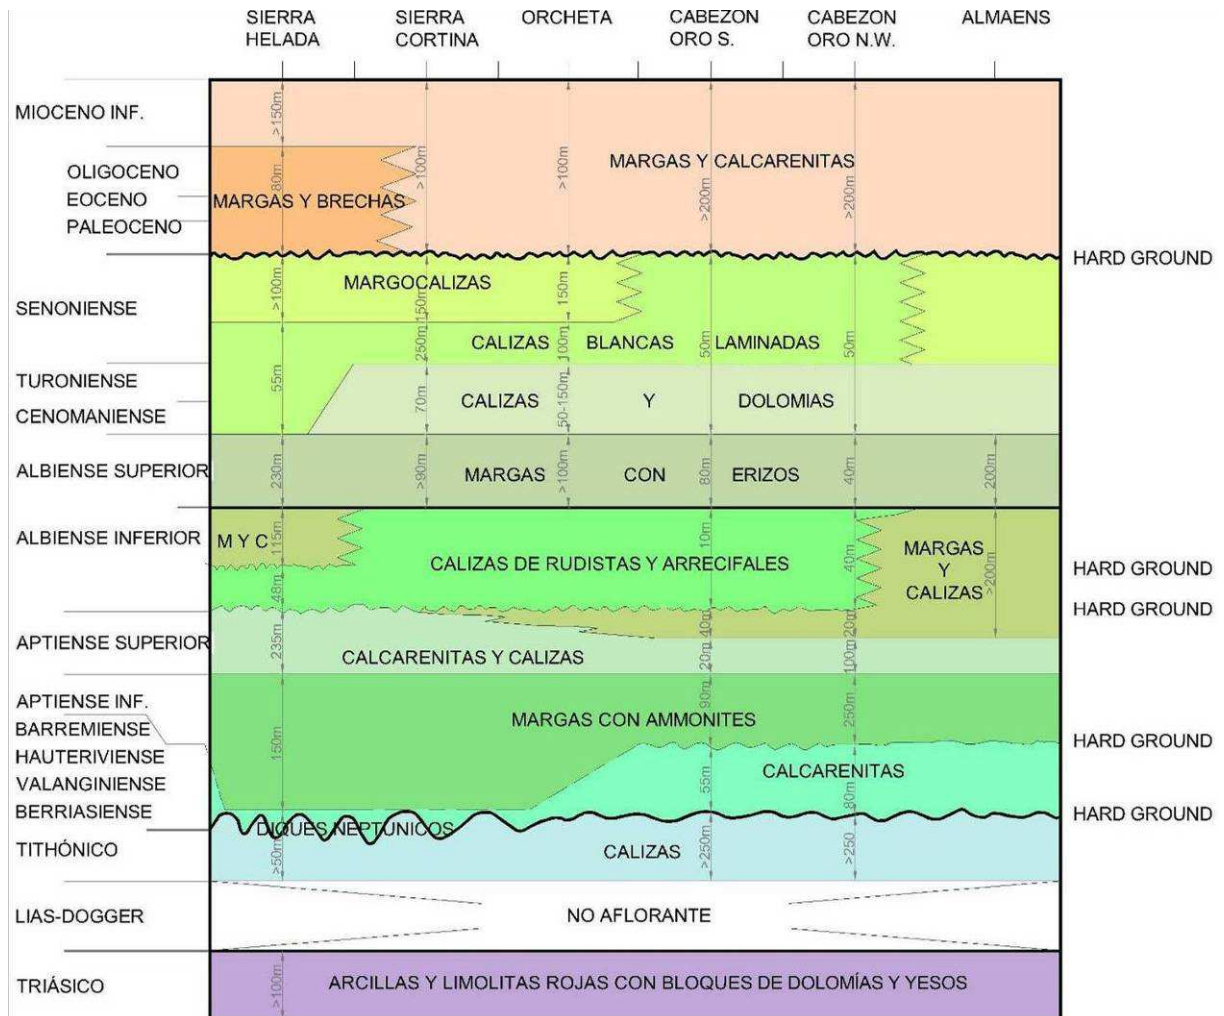 SIERRA HELADA
SIERRA CORTINA
ORCHETA
CABEZON ORO S.
CABEZON ORO N.W.
ALMAENS
MIOCENO INF.
>150m
OLIGOCENO
EOCENO
PALEOCENO
80m
MARGAS Y BRECHAS
>100m
>100m
MARGAS Y CALCARENITAS
>200m
>200m
HARD GROUND
SENONIENSE
>100m
MARGOCALIZAS
150m
150m
250m
CALIZAS BLANCAS LAMINADAS
100m
50m
50m
TURONIENSE
CENOMANIENSE
55m
70m
CALIZAS Y DOLOMIAS
50-150m
ALBIENSE SUPERIOR
230m
>90m
MARGAS CON ERIZOS
>100m
80m
40m
200m
ALBIENSE INFERIOR
M Y C
115m
48m
CALIZAS DE RUDISTAS Y ARRECIFALES
10m
40m
MARGAS
Y
CALIZAS
>200m
HARD GROUND
HARD GROUND
APTIENSE SUPERIOR
235m
CALCARENITAS Y CALIZAS
40m
20m
20m
100m
APTIENSE INF.
BARREMIENSE
HAUTERIVIENSE
VALANGINIENSE
BERRIASIENSE
150m
MARGAS CON AMMONITES
90m
250m
HARD GROUND
CALCARENITAS
55m
80m
HARD GROUND
DIQUES NEPTUNICOS
TITHÓNICO
>50m
CALIZAS
>250m
>250
LIAS-DOGGER
NO AFLORANTE
TRIÁSICO
>100m
ARCILLAS Y LIMOLITAS ROJAS CON BLOQUES DE DOLOMÍAS Y YESOS